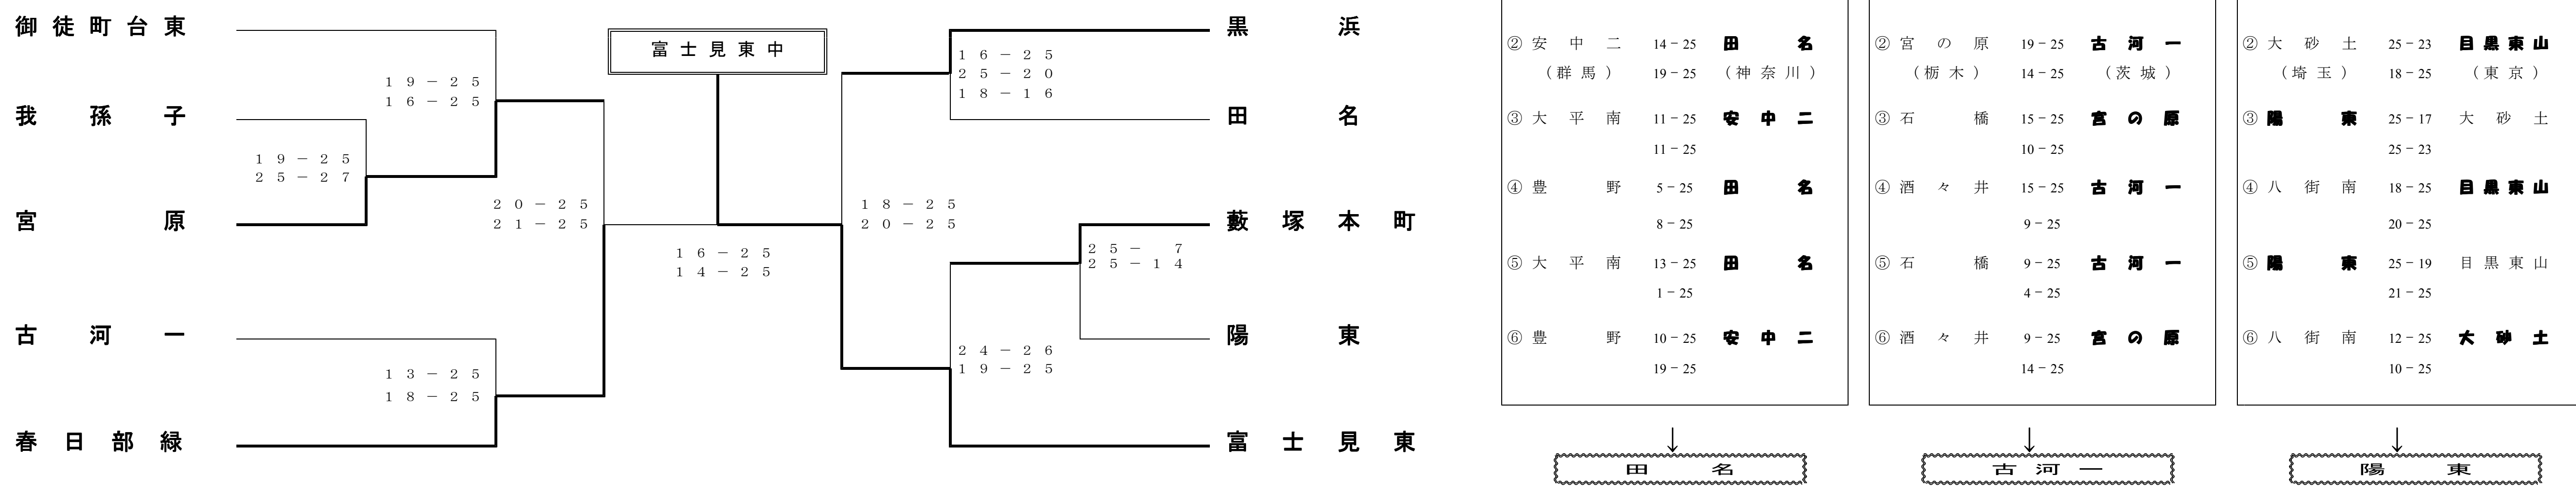 御徒町台東
我孫子
宮原
古河一
春日部緑
19－25
16－25
19－25
25－27
20－25
21－25
13－25
18－25
富士見東中
16－25
14－25
16－25
25－20
18－16
18－25
20－25
25－ 7
25－14
24－26
19－25
黒浜
田名
藪塚本町
陽東
富士見東
② 安中二 14－25 田名
（群馬） 19－25 （神奈川）
③ 大平南 11－25 安中二
11－25
④ 豊野 5－25 田名
8－25
⑤ 大平南 13－25 田名
1－25
⑥ 豊野 10－25 安中二
19－25
↓
田名
② 宮の原 19－25 古河一
（栃木） 14－25 （茨城）
③ 石橋 15－25 宮の原
10－25
④ 酒々井 15－25 古河一
9－25
⑤ 石橋 9－25 古河一
4－25
⑥ 酒々井 9－25 宮の原
14－25
↓
古河一
② 大砂土 25－23 目黒東山
（埼玉） 18－25 （東京）
③ 陽東 25－17 大砂土
25－23
④ 八街南 18－25 目黒東山
20－25
⑤ 陽東 25－19 目黒東山
21－25
⑥ 八街南 12－25 大砂土
10－25
↓
陽東